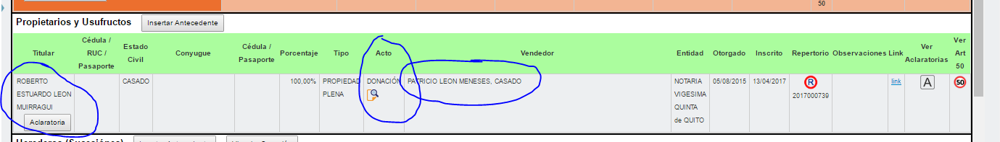 50
Propietarios y Usufructos Insertar Antecedente
Titular Cédula / RUC / Pasaporte Estado Civil Conyugue Cédula / Pasaporte Porcentaje Tipo Acto Vendedor Entidad Otorgado Inscrito Repertorio Observaciones Link Ver Aclaratorias Ver Art 50
ROBERTO CASADO 100,00% PROPIEDAD DONACIÓN PATRICIO LEON MENESES, CASADO NOTARIA 05/08/2015 13/04/2017 R link A 50
ESTUARDO LEON PLENA VIGESIMA 2017000739
MUIRRAGUI QUINTA
Aclaratoria de QUITO